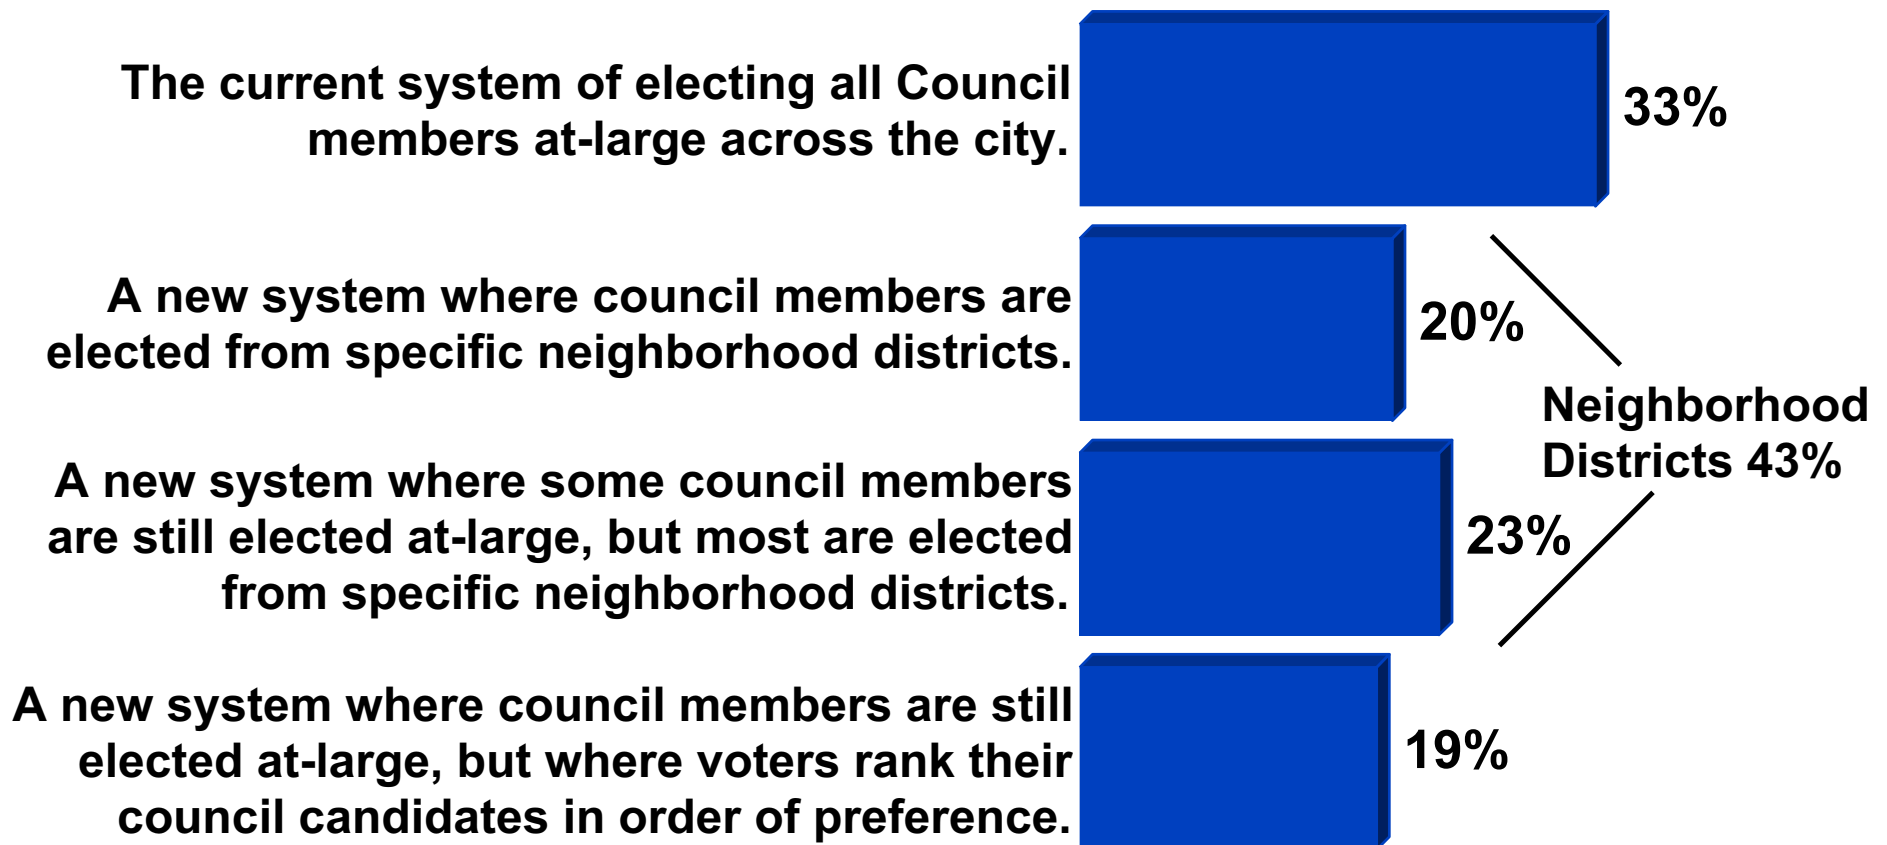 The current system of electing all Council
members at-large across the city.
33%
A new system where council members are
elected from specific neighborhood districts.
20%
Neighborhood
Districts 43%
A new system where some council members
are still elected at-large, but most are elected
from specific neighborhood districts.
23%
A new system where council members are still
elected at-large, but where voters rank their
council candidates in order of preference.
19%